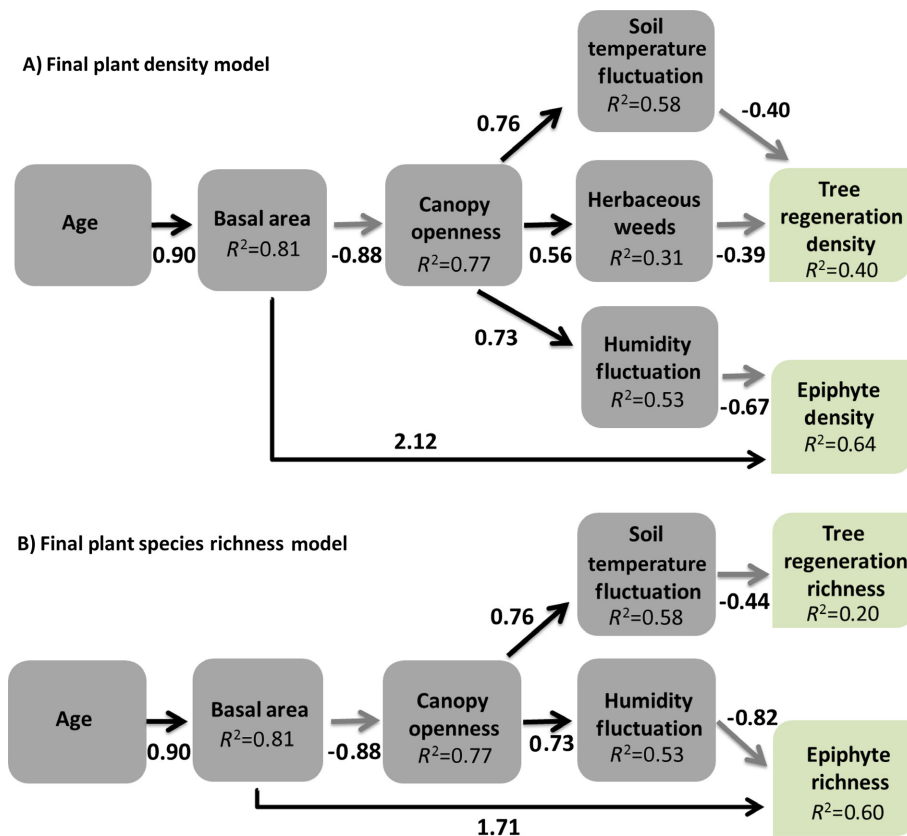 A) Final plant density model
Soil
temperature
fluctuation
R²=0.58
0.76
-0.40
Age
0.90
Basal area
R²=0.81
-0.88
Canopy
openness
R²=0.77
0.56
Herbaceous
weeds
R²=0.31
-0.39
Tree
regeneration
density
R²=0.40
0.73
Humidity
fluctuation
R²=0.53
-0.67
Epiphyte
density
R²=0.64
2.12
B) Final plant species richness model
Soil
temperature
fluctuation
R²=0.58
-0.44
Tree
regeneration
richness
R²=0.20
0.76
Age
0.90
Basal area
R²=0.81
-0.88
Canopy
openness
R²=0.77
0.73
Humidity
fluctuation
R²=0.53
-0.82
Epiphyte
richness
R²=0.60
1.71